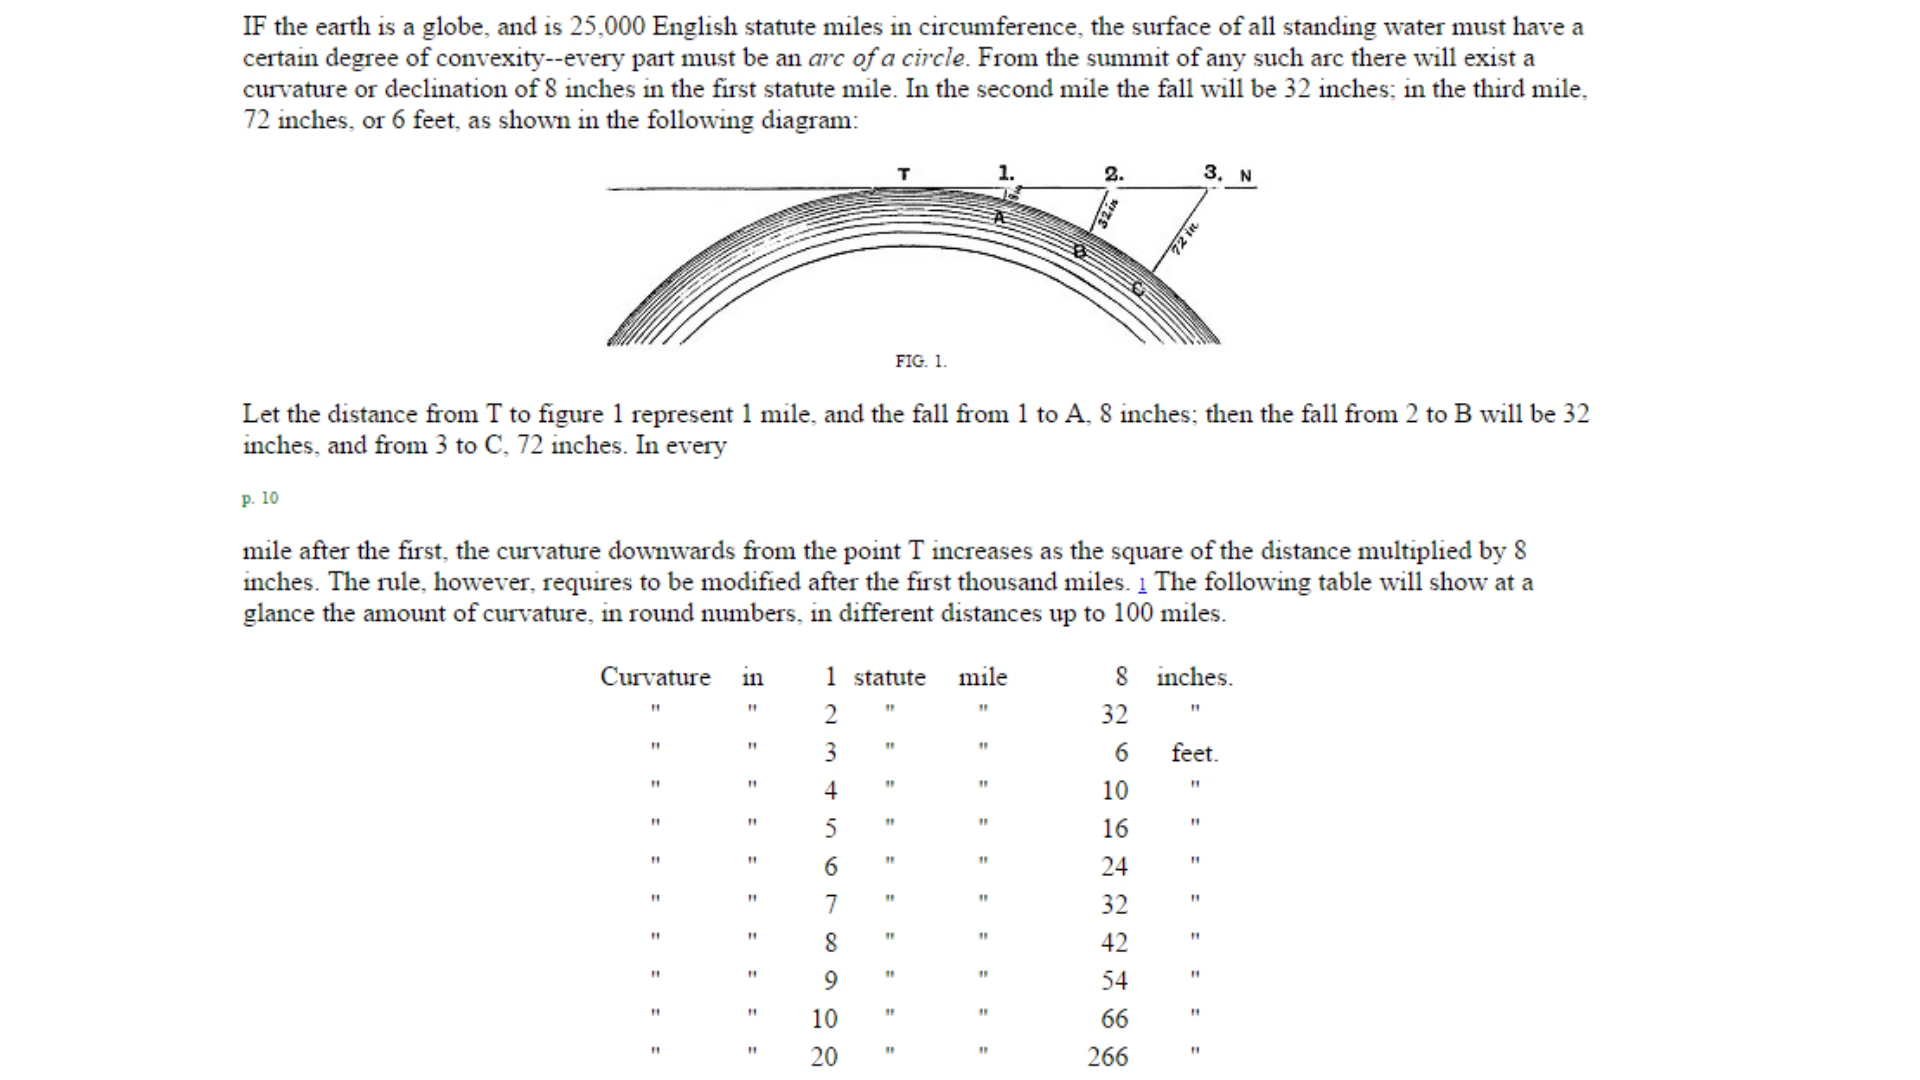 IF the earth is a globe, and is 25,000 English statute miles in circumference, the surface of all standing water must have a
certain degree of convexity--every part must be an arc of a circle. From the summit of any such arc there will exist a
curvature or declination of 8 inches in the first statute mile. In the second mile the fall will be 32 inches; in the third mile,
72 inches, or 6 feet, as shown in the following diagram:
T 1. 2. 3. N
8 in
A 32 in
B 72 in
C
FIG. 1.
Let the distance from T to figure 1 represent 1 mile, and the fall from 1 to A, 8 inches; then the fall from 2 to B will be 32
inches, and from 3 to C, 72 inches. In every
p. 10
mile after the first, the curvature downwards from the point T increases as the square of the distance multiplied by 8
inches. The rule, however, requires to be modified after the first thousand miles. 1 The following table will show at a
glance the amount of curvature, in round numbers, in different distances up to 100 miles.
Curvature in 1 statute mile 8 inches.
" " 2 " " 32 "
" " 3 " " 6 feet.
" " 4 " " 10 "
" " 5 " " 16 "
" " 6 " " 24 "
" " 7 " " 32 "
" " 8 " " 42 "
" " 9 " " 54 "
" " 10 " " 66 "
" " 20 " " 266 "